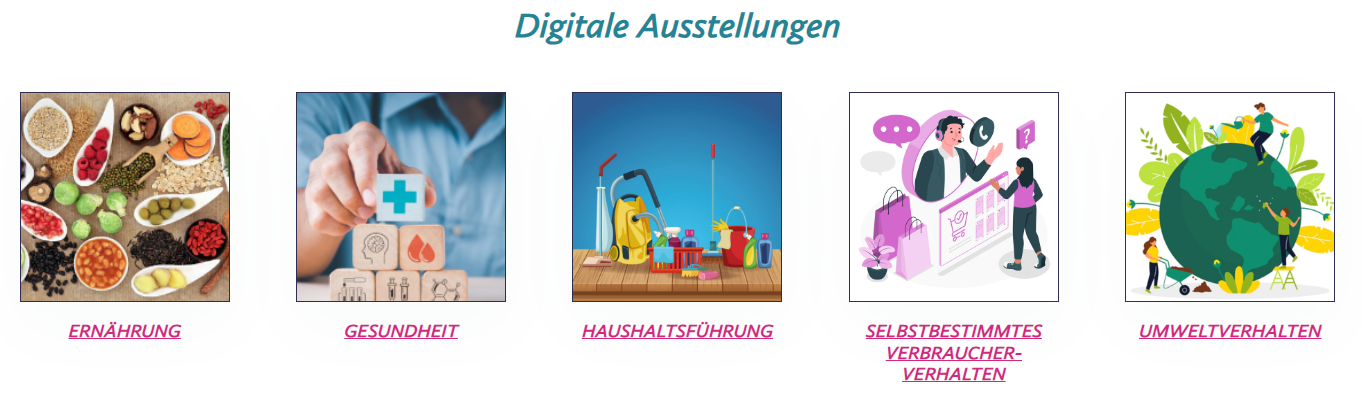 Digitale Ausstellungen
ERNÄHRUNG
GESUNDHEIT
HAUSHALTSFÜHRUNG
SELBSTBESTIMMTES
VERBRAUCHER-
VERHALTEN
UMWELTVERHALTEN